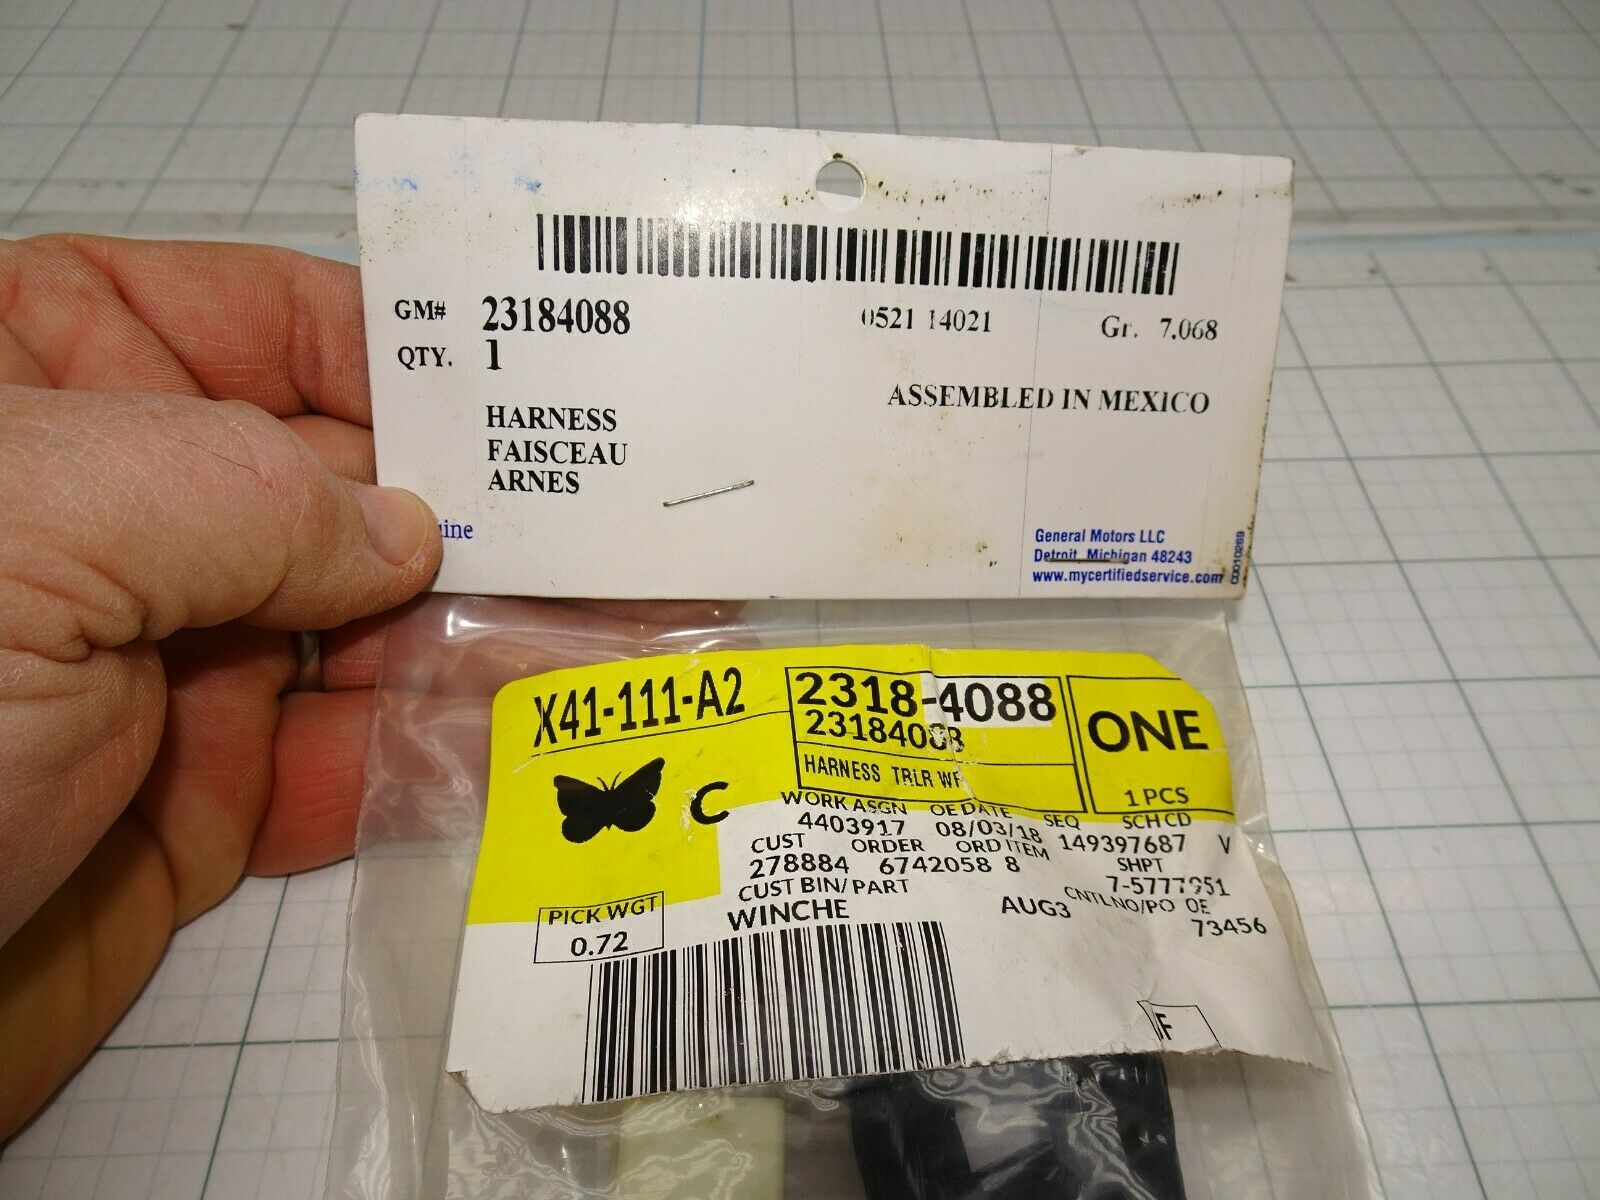 GM# 23184088 0521 14021 Gr. 7.068
QTY. 1
ASSEMBLED IN MEXICO
HARNESS
FAISCEAU
ARNES
General Motors LLC
Detroit, Michigan 48243
www.mycertifiedservice.com
00010269
X41-111-A2
C
2318-4088
23184088
HARNESS TRLR
ONE
1 PCS
WORK ASGN OE DATE SEQ SCH CD
4403917 08/03/18 149397687 V
CUST ORDER ORD ITEM SHPT
278884 6742058 8 7-5777951
CUST BIN/PART CNTLNO/PO OE
WINCHE AUG3 73456
PICK WGT
0.72